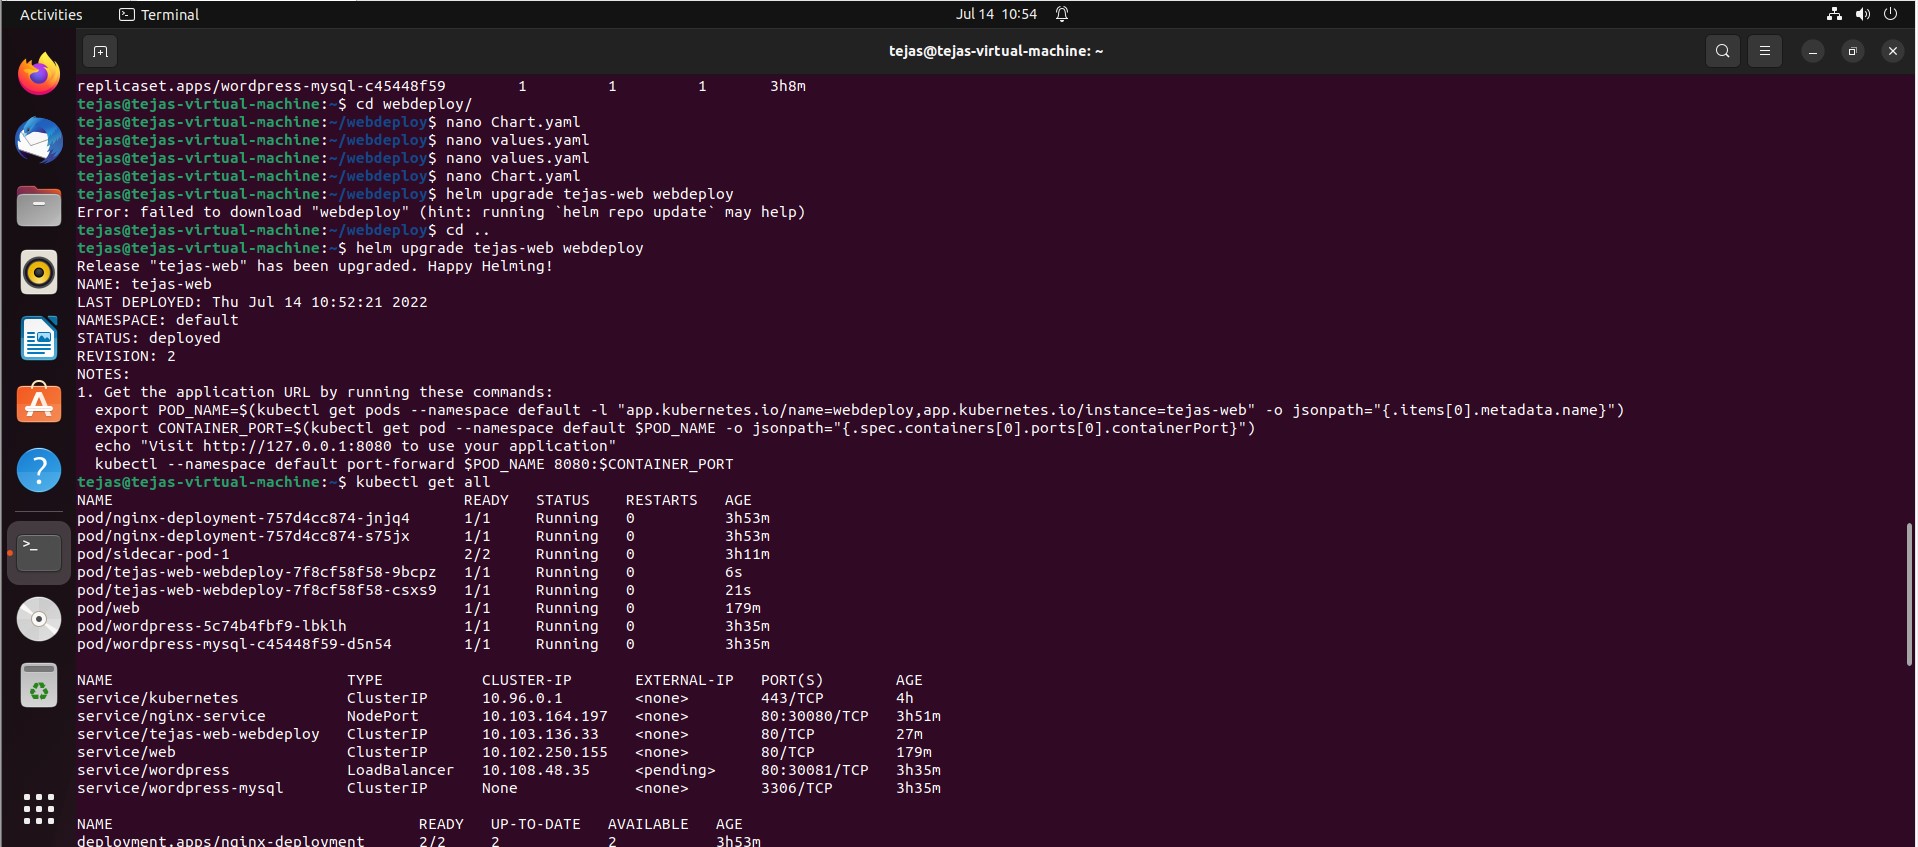 Activities Terminal Jul 14 10:54
tejas@tejas-virtual-machine: ~
replicaset.apps/wordpress-mysql-c45448f59        1         1         1       3h8m
tejas@tejas-virtual-machine:~$ cd webdeploy/
tejas@tejas-virtual-machine:~/webdeploy$ nano Chart.yaml
tejas@tejas-virtual-machine:~/webdeploy$ nano values.yaml
tejas@tejas-virtual-machine:~/webdeploy$ nano values.yaml
tejas@tejas-virtual-machine:~/webdeploy$ nano Chart.yaml
tejas@tejas-virtual-machine:~/webdeploy$ helm upgrade tejas-web webdeploy
Error: failed to download "webdeploy" (hint: running `helm repo update` may help)
tejas@tejas-virtual-machine:~/webdeploy$ cd ..
tejas@tejas-virtual-machine:~$ helm upgrade tejas-web webdeploy
Release "tejas-web" has been upgraded. Happy Helming!
NAME: tejas-web
LAST DEPLOYED: Thu Jul 14 10:52:21 2022
NAMESPACE: default
STATUS: deployed
REVISION: 2
NOTES:
1. Get the application URL by running these commands:
  export POD_NAME=$(kubectl get pods --namespace default -l "app.kubernetes.io/name=webdeploy,app.kubernetes.io/instance=tejas-web" -o jsonpath="{.items[0].metadata.name}")
  export CONTAINER_PORT=$(kubectl get pod --namespace default $POD_NAME -o jsonpath="{.spec.containers[0].ports[0].containerPort}")
  echo "Visit http://127.0.0.1:8080 to use your application"
  kubectl --namespace default port-forward $POD_NAME 8080:$CONTAINER_PORT
tejas@tejas-virtual-machine:~$ kubectl get all
NAME                                       READY   STATUS    RESTARTS   AGE
pod/nginx-deployment-757d4cc874-jnjq4      1/1     Running   0          3h53m
pod/nginx-deployment-757d4cc874-s75jx      1/1     Running   0          3h53m
pod/sidecar-pod-1                          2/2     Running   0          3h11m
pod/tejas-web-webdeploy-7f8cf58f58-9bcpz   1/1     Running   0          6s
pod/tejas-web-webdeploy-7f8cf58f58-csxs9   1/1     Running   0          21s
pod/web                                    1/1     Running   0          179m
pod/wordpress-5c74b4fbf9-lbklh             1/1     Running   0          3h35m
pod/wordpress-mysql-c45448f59-d5n54        1/1     Running   0          3h35m
NAME                          TYPE           CLUSTER-IP       EXTERNAL-IP   PORT(S)        AGE
service/kubernetes            ClusterIP      10.96.0.1        <none>        443/TCP        4h
service/nginx-service         NodePort       10.103.164.197   <none>        80:30080/TCP   3h51m
service/tejas-web-webdeploy   ClusterIP      10.103.136.33    <none>        80/TCP         27m
service/web                   ClusterIP      10.102.250.155   <none>        80/TCP         179m
service/wordpress             LoadBalancer   10.108.48.35     <pending>     80:30081/TCP   3h35m
service/wordpress-mysql       ClusterIP      None             <none>        3306/TCP       3h35m
NAME                                  READY   UP-TO-DATE   AVAILABLE   AGE
deployment.apps/nginx-deployment      2/2     2            2           3h53m